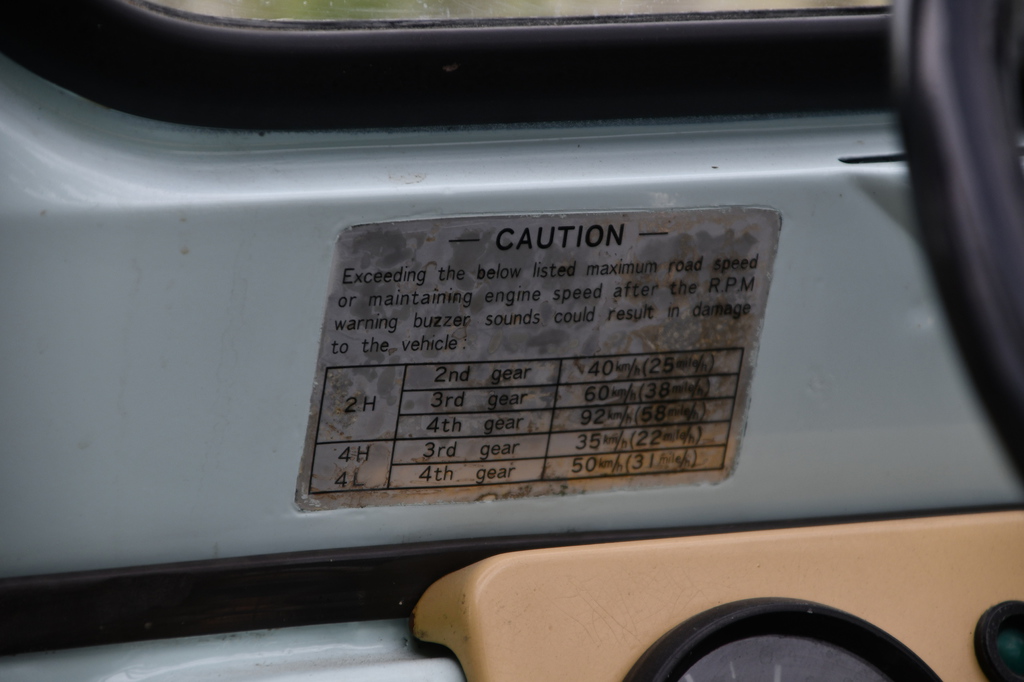 — CAUTION —
Exceeding the below listed maximum road speed
or maintaining engine speed after the R.P.M
warning buzzer sounds could result in damage
to the vehicle.
2H
2nd gear 40km/h(25mile/h)
3rd gear 60km/h(38mile/h)
4th gear 92km/h(58mile/h)
4H
4L
3rd gear 35km/h(22mile/h)
4th gear 50km/h(31mile/h)